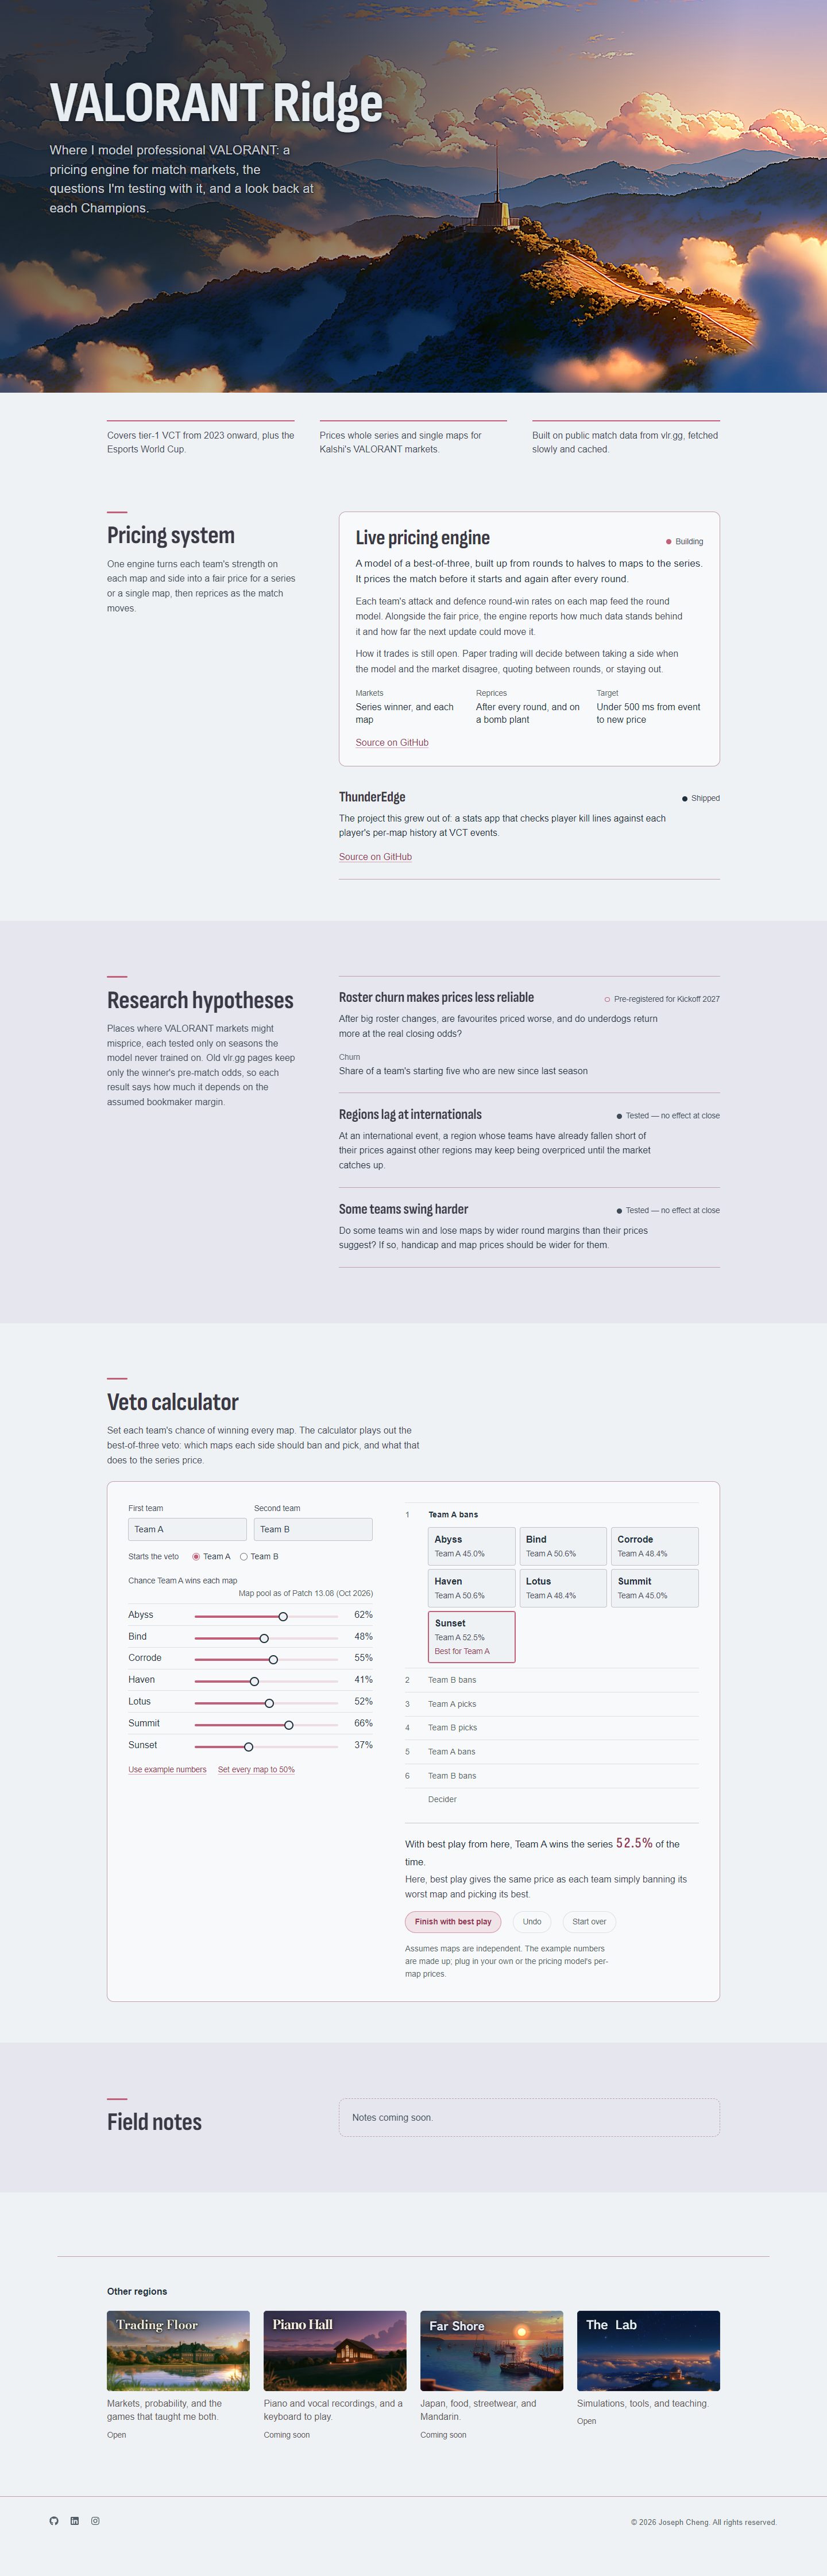 VALORANT Ridge
Where I model professional VALORANT: a
pricing engine for match markets, the
questions I'm testing with it, and a look back at
each Champions.
Covers tier-1 VCT from 2023 onward, plus the
Esports World Cup.
Prices whole series and single maps for
Kalshi's VALORANT markets.
Built on public match data from vlr.gg, fetched
slowly and cached.
Pricing system
One engine turns each team's strength on
each map and side into a fair price for a series
or a single map, then reprices as the match
moves.
Live pricing engine
Building
A model of a best-of-three, built up from rounds to halves to maps to the series.
It prices the match before it starts and again after every round.
Each team's attack and defence round-win rates on each map feed the round
model. Alongside the fair price, the engine reports how much data stands behind
it and how far the next update could move it.
How it trades is still open. Paper trading will decide between taking a side when
the model and the market disagree, quoting between rounds, or staying out.
Markets
Series winner, and each
map
Reprices
After every round, and on
a bomb plant
Target
Under 500 ms from event
to new price
Source on GitHub
ThunderEdge
Shipped
The project this grew out of: a stats app that checks player kill lines against each
player's per-map history at VCT events.
Source on GitHub
Research hypotheses
Places where VALORANT markets might
misprice, each tested only on seasons the
model never trained on. Old vlr.gg pages keep
only the winner's pre-match odds, so each
result says how much it depends on the
assumed bookmaker margin.
Roster churn makes prices less reliable
Pre-registered for Kickoff 2027
After big roster changes, are favourites priced worse, and do underdogs return
more at the real closing odds?
Churn
Share of a team's starting five who are new since last season
Regions lag at internationals
Tested — no effect at close
At an international event, a region whose teams have already fallen short of
their prices against other regions may keep being overpriced until the market
catches up.
Some teams swing harder
Tested — no effect at close
Do some teams win and lose maps by wider round margins than their prices
suggest? If so, handicap and map prices should be wider for them.
Veto calculator
Set each team's chance of winning every map. The calculator plays out the
best-of-three veto: which maps each side should ban and pick, and what that
does to the series price.
First team
Team A
Second team
Team B
Starts the veto
Team A
Team B
Chance Team A wins each map
Map pool as of Patch 13.08 (Oct 2026)
Abyss 62%
Bind 48%
Corrode 55%
Haven 41%
Lotus 52%
Summit 66%
Sunset 37%
Use example numbers
Set every map to 50%
1 Team A bans
Abyss
Team A 45.0%
Bind
Team A 50.6%
Corrode
Team A 48.4%
Haven
Team A 50.6%
Lotus
Team A 48.4%
Summit
Team A 45.0%
Sunset
Team A 52.5%
Best for Team A
2 Team B bans
3 Team A picks
4 Team B picks
5 Team A bans
6 Team B bans
Decider
With best play from here, Team A wins the series 52.5% of the
time.
Here, best play gives the same price as each team simply banning its
worst map and picking its best.
Finish with best play
Undo
Start over
Assumes maps are independent. The example numbers
are made up; plug in your own or the pricing model's per-
map prices.
Field notes
Notes coming soon.
Other regions
Trading Floor
Markets, probability, and the
games that taught me both.
Open
Piano Hall
Piano and vocal recordings, and a
keyboard to play.
Coming soon
Far Shore
Japan, food, streetwear, and
Mandarin.
Coming soon
The Lab
Simulations, tools, and teaching.
Open
© 2026 Joseph Cheng. All rights reserved.